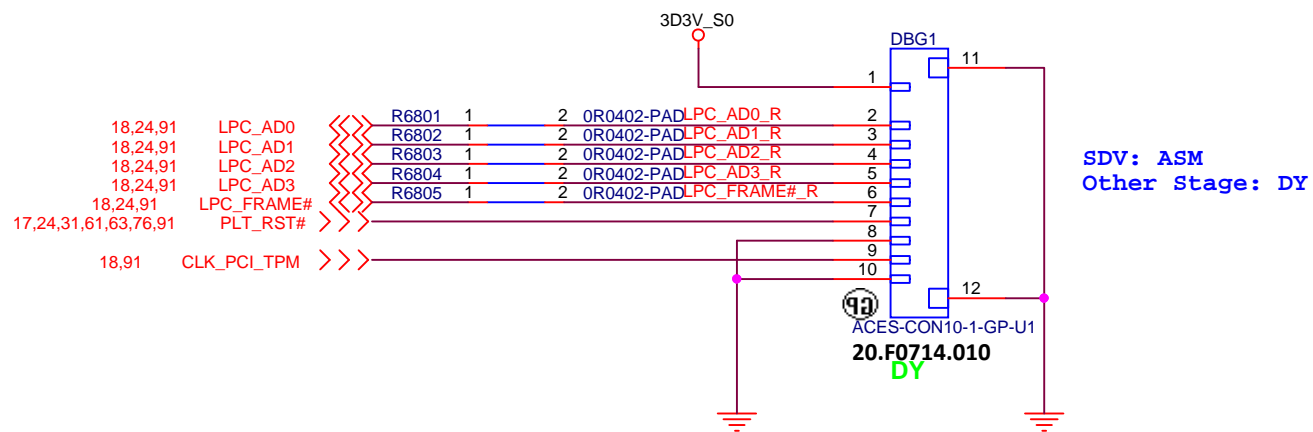 3D3V_S0
DBG1
11
1
R6801 1 2 0R0402-PAD LPC_AD0_R 2
18,24,91 LPC_AD0
R6802 1 2 0R0402-PAD LPC_AD1_R 3
18,24,91 LPC_AD1
R6803 1 2 0R0402-PAD LPC_AD2_R 4
18,24,91 LPC_AD2
R6804 1 2 0R0402-PAD LPC_AD3_R 5
18,24,91 LPC_AD3
R6805 1 2 0R0402-PAD LPC_FRAME#_R 6
18,24,91 LPC_FRAME#
17,24,31,61,63,76,91 PLT_RST# 7
8
18,91 CLK_PCI_TPM 9
10
12
SDV: ASM
Other Stage: DY
GP
ACES-CON10-1-GP-U1
20.F0714.010
DY